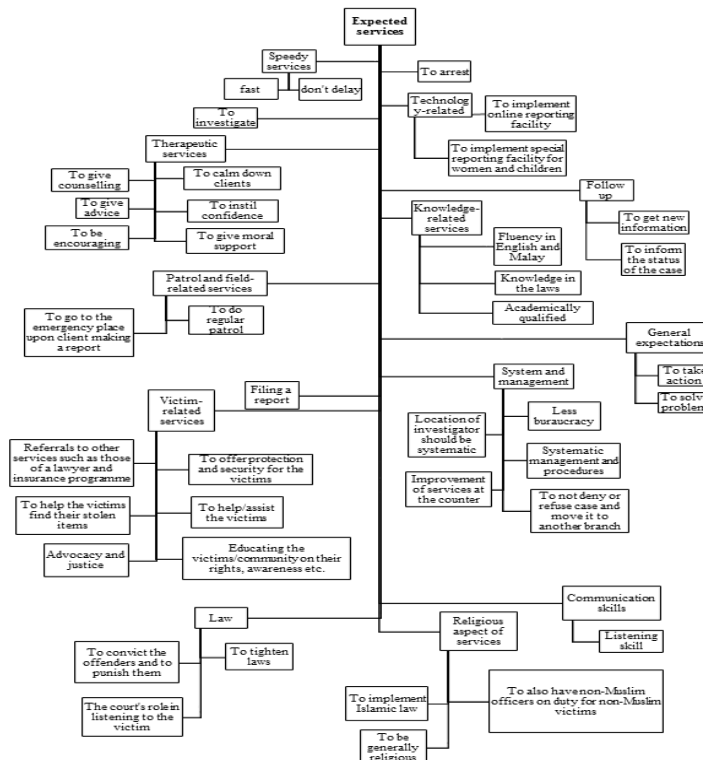 Expected
services
Speedy
services
fast
don't delay
To arrest
Technolog
y-related
To implement
online reporting
facility
To implement special
reporting facility for
women and children
To
investigate
Therapeutic
services
To give
counselling
To calm down
clients
To give
advice
To instil
confidence
To be
encouraging
To give moral
support
Follow
up
To get new
information
To inform
the status
of the case
Knowledge-
related
services
Fluency in
English and
Malay
Knowledge in
the laws
Academically
qualified
Patrol and field-
related services
To go to the
emergency place
upon client making
a report
To do
regular
patrol
General
expectations
To take
action
To solve
problem
Filing a
report
System and
management
Location of
investigator
should be
systematic
Less
buraucracy
Improvement
of services at
the counter
Systematic
management and
procedures
To not deny or
refuse case and
move it to
another branch
Victim-
related
services
Referrals to other
services such as those
of a lawyer and
insurance programme
To offer protection
and security for the
victims
To help the victims
find their stolen
items
To help/assist
the victims
Advocacy and
justice
Educating the
victims/community on their
rights, awareness etc.
Communication
skills
Listening
skill
Law
To convict the
offenders and to
punish them
To tighten
laws
The court's role in
listening to the
victim
Religious
aspect of
services
To implement
Islamic law
To also have non-Muslim
officers on duty for non-Muslim
victims
To be
generally
religious